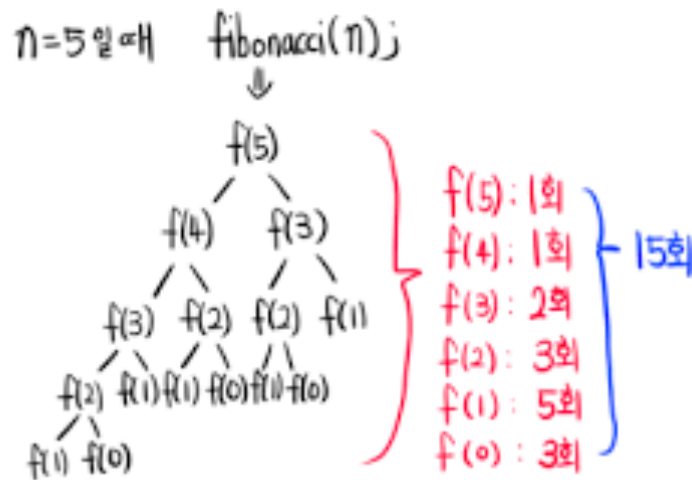 n=5일 때 fibonacci(n);
f(5)
f(4) f(3)
f(3) f(2) f(2) f(1)
f(2) f(1) f(1) f(0) f(1) f(0)
f(1) f(0)
f(5) : 1회
f(4) : 1회
f(3) : 2회
f(2) : 3회
f(1) : 5회
f(0) : 3회
15회